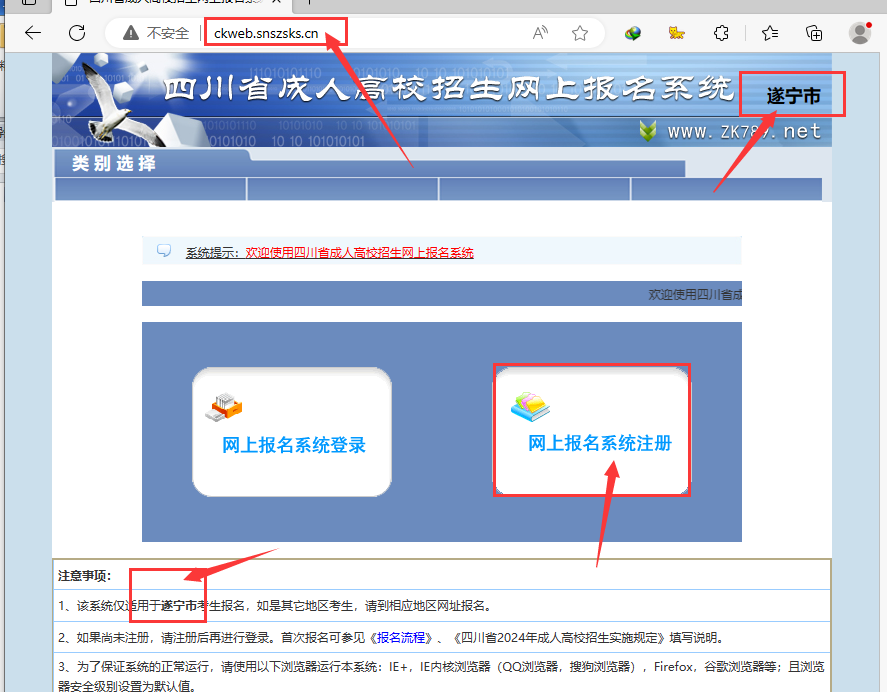 不安全
ckweb.snszsks.cn
四川省成人高校招生网上报名系统
遂宁市
www.ZK789.net
类别选择
系统提示：欢迎使用四川省成人高校招生网上报名系统
欢迎使用四川省成
网上报名系统登录
网上报名系统注册
注意事项：
1、该系统仅适用于遂宁市考生报名，如是其它地区考生，请到相应地区网址报名。
2、如果尚未注册，请注册后再进行登录。首次报名可参见《报名流程》、《四川省2024年成人高校招生实施规定》填写说明。
3、为了保证系统的正常运行，请使用以下浏览器运行本系统：IE+，IE内核浏览器（QQ浏览器，搜狗浏览器），Firefox，谷歌浏览器等；且浏览
器安全级别设置为默认值。